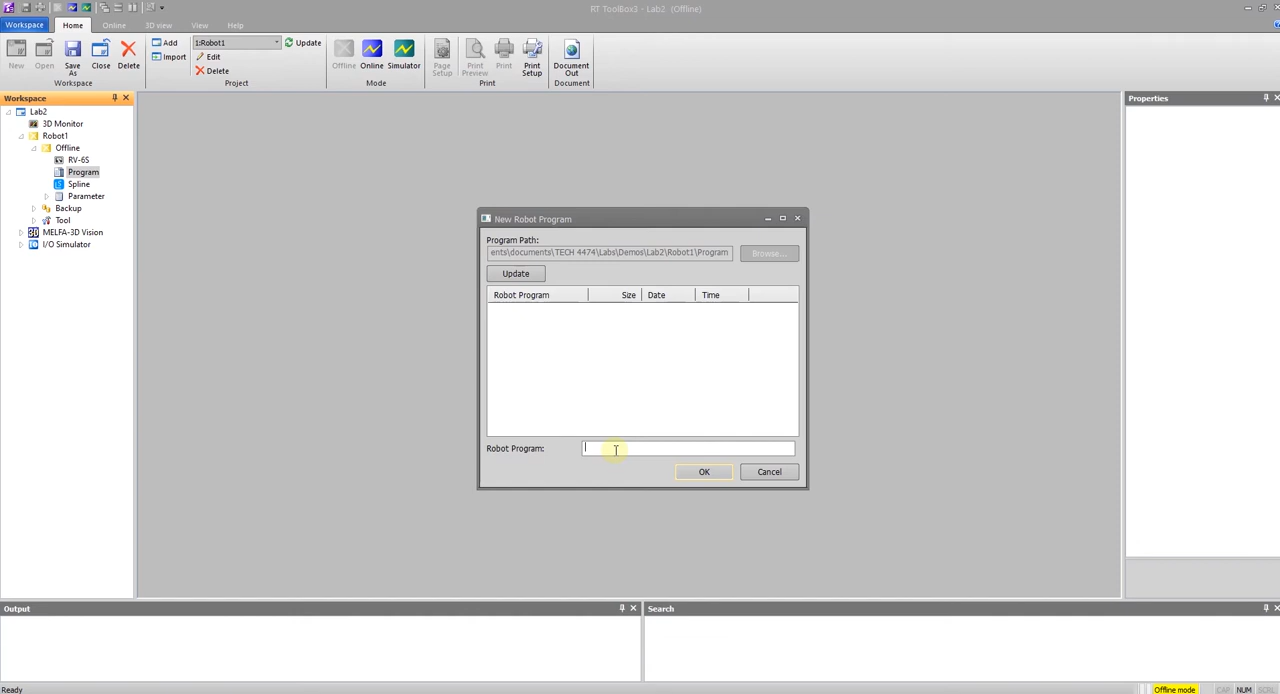 RT ToolBox3 - Lab2 (Offline)
Workspace Home Online 3D view View Help
New Open Save As Close Delete
Workspace
Add Import
1:Robot1 Update
Edit
Delete
Project
Offline Online Simulator
Mode
Page Setup Print Preview Print Print Setup
Print
Document Out
Document
Workspace
Lab2
3D Monitor
Robot1
Offline
RV-6S
Program
Spline
Parameter
Backup
Tool
MELFA-3D Vision
I/O Simulator
New Robot Program
Program Path:
ents\documents\TECH 4474\Labs\Demos\Lab2\Robot1\Program Browse...
Update
Robot Program Size Date Time
Robot Program:
OK Cancel
Properties
Output
Search
Ready
Offline mode CAP NUM SCRL